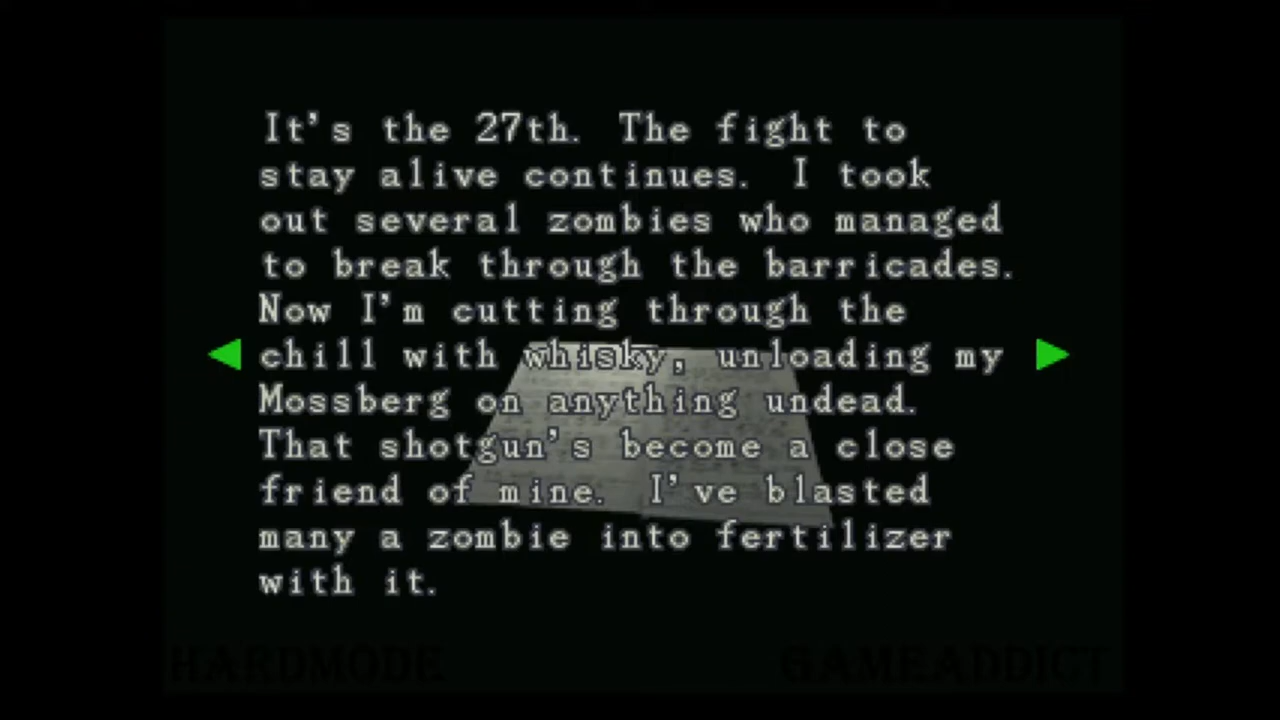 It's the 27th. The fight to
stay alive continues. I took
out several zombies who managed
to break through the barricades.
Now I'm cutting through the
chill with whisky, unloading my
Mossberg on anything undead.
That shotgun's become a close
friend of mine. I've blasted
many a zombie into fertilizer
with it.
HARDMODE GAMEADDICT